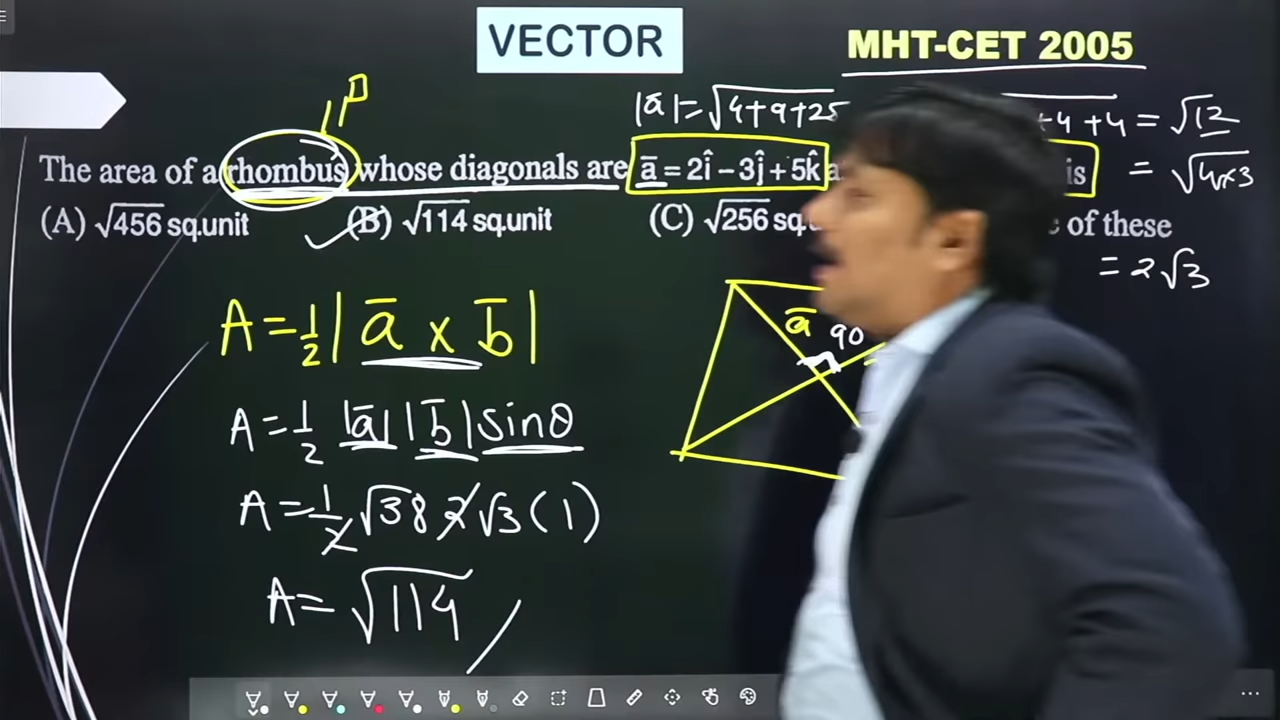 VECTOR
MHT-CET 2005
|a̅| = √4+9+25
+4+4 = √12
The area of a rhombus whose diagonals are a̅ = 2î − 3ĵ + 5k̂ a is
= √4×3
(A) √456 sq.unit (B) √114 sq.unit (C) √256 sq. of these
= 2√3
A = 1/2 | a̅ × b̅ |
a̅ 90
A = 1/2 |a̅| |b̅| sinθ
A = 1/2 √38 2√3 (1)
A = √114